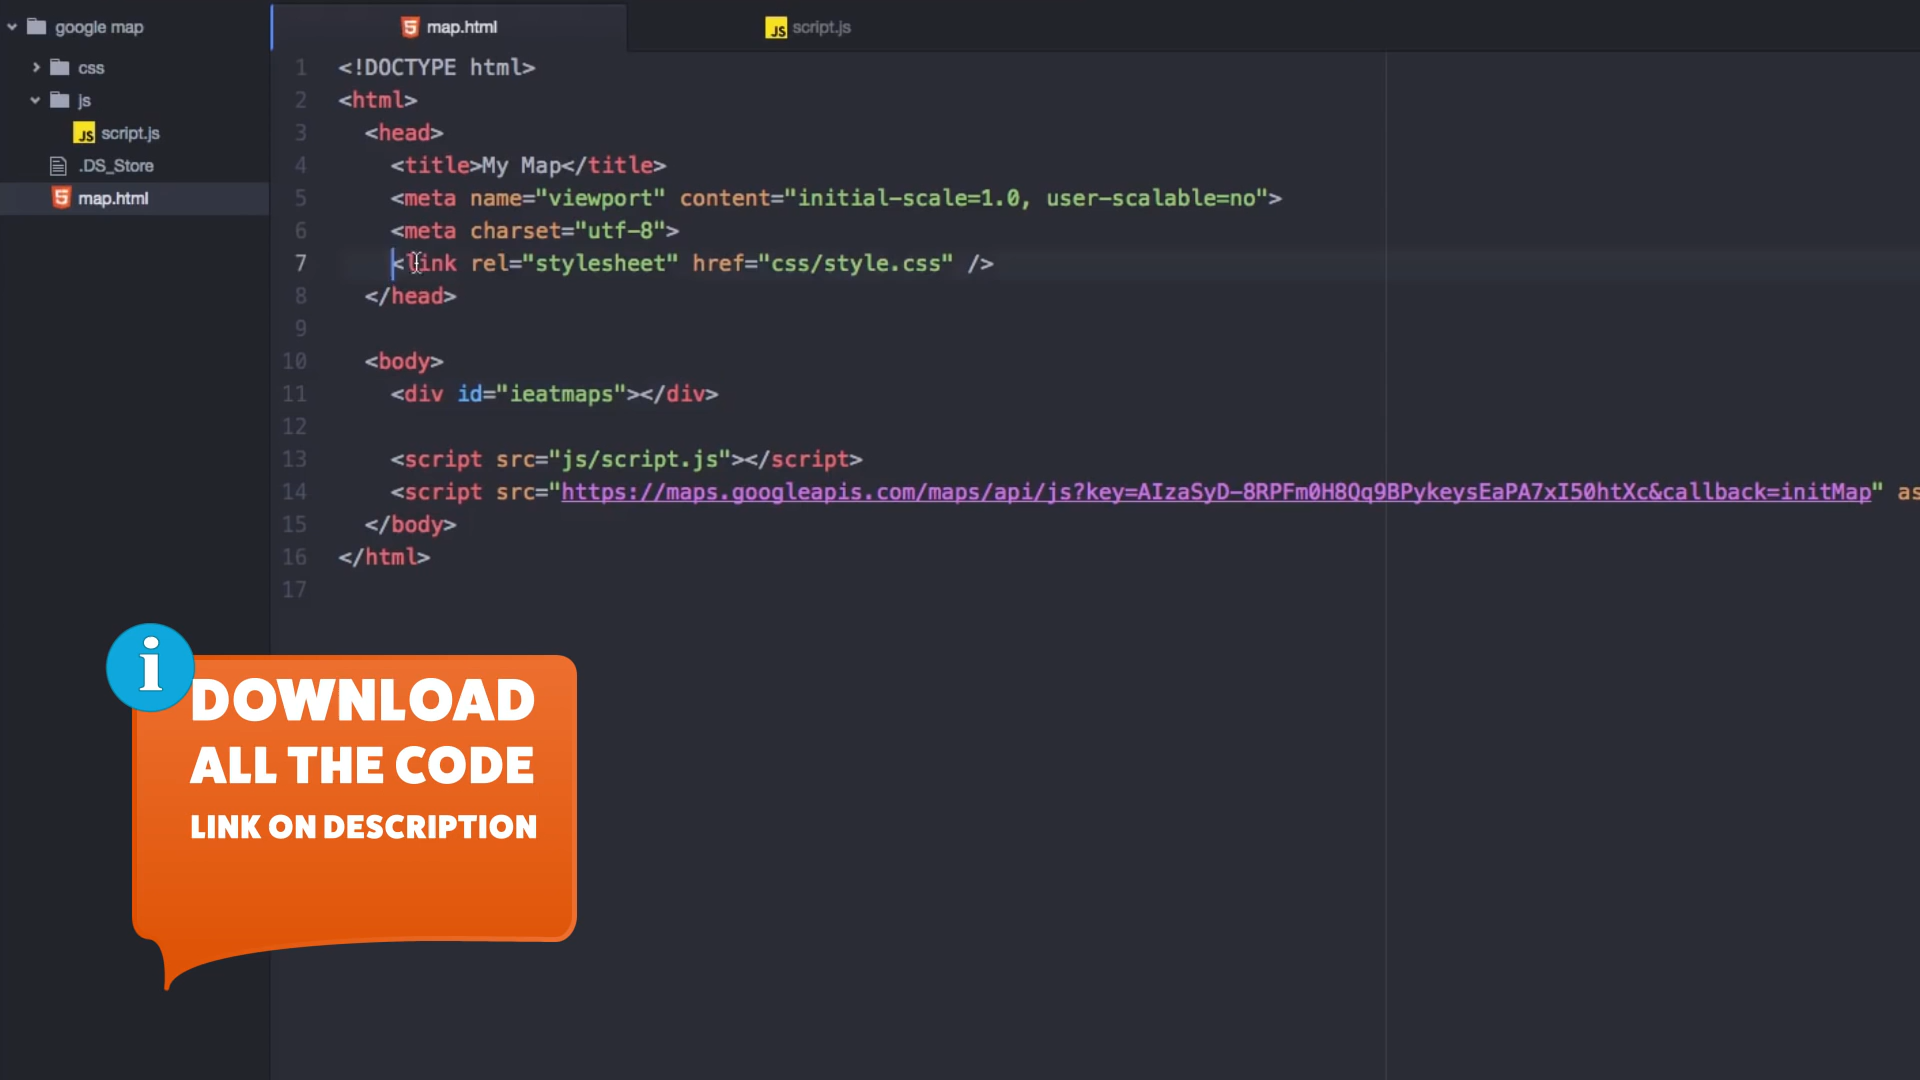 google map
css
js
JS script.js
.DS_Store
5 map.html
5 map.html
JS script.js
1 <!DOCTYPE html>
2 <html>
3 <head>
4 <title>My Map</title>
5 <meta name="viewport" content="initial-scale=1.0, user-scalable=no">
6 <meta charset="utf-8">
7 <link rel="stylesheet" href="css/style.css" />
8 </head>
9
10 <body>
11 <div id="ieatmaps"></div>
12
13 <script src="js/script.js"></script>
14 <script src="https://maps.googleapis.com/maps/api/js?key=AIzaSyD-8RPFm0H8Qq9BPykeysEaPA7xI50htXc&callback=initMap" as
15 </body>
16 </html>
17
i
DOWNLOAD
ALL THE CODE
LINK ON DESCRIPTION